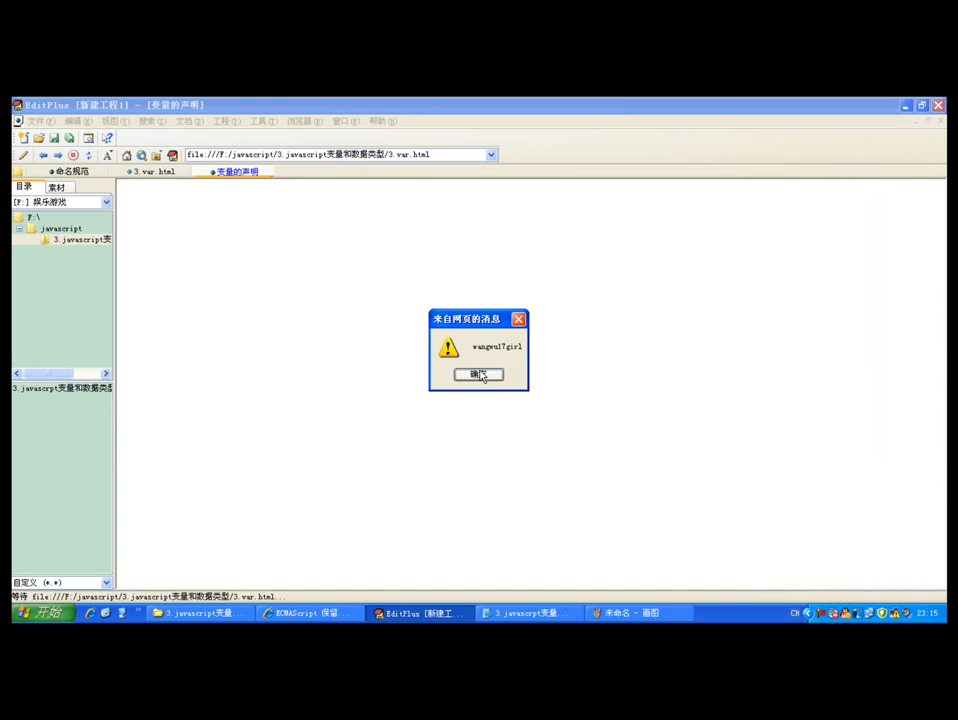 EditPlus [新建工程1] - [变量的声明]
文件(F) 编辑(E) 视图(V) 搜索(S) 文档(D) 工程(P) 工具(T) 浏览器(B) 窗口(W) 帮助(H)
file:///F:/javascript/3.javascript变量和数据类型/3.var.html
命名规范 3.var.html 变量的声明
目录 素材
[F:] 娱乐游戏
F:\
javascript
3.javascript变
来自网页的消息
wangwu17girl
确定
3.javascrpt变量和数据类型
自定义 (*.*)
等待 file:///F:/javascript/3.javascript变量和数据类型/3.var.html...
开始 3.javascrpt变量... ECMAScript 保留... EditPlus [新建工... 3.javascrpt变量... 未命名 - 画图 CH 23:15